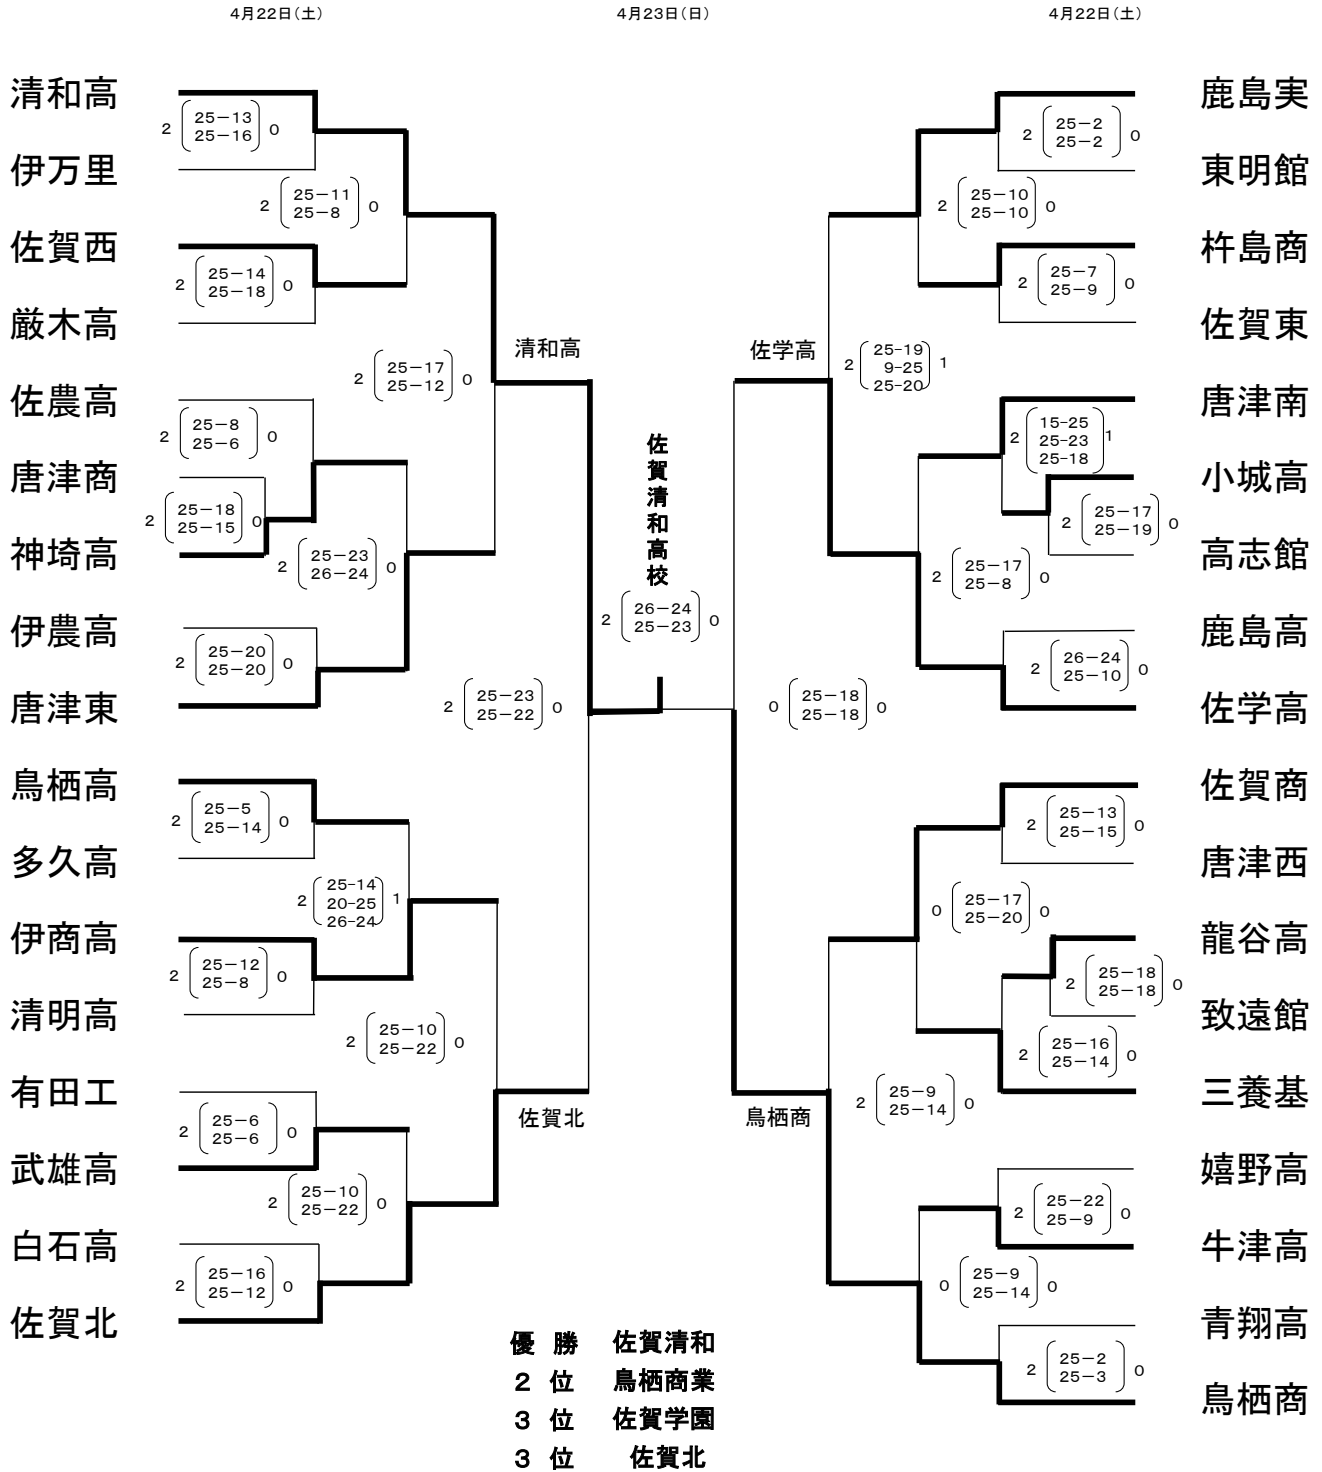 4月22日(土)
4月23日(日)
4月22日(土)
清和高
伊万里
佐賀西
厳木高
佐農高
唐津商
神埼高
伊農高
唐津東
鳥栖高
多久高
伊商高
清明高
有田工
武雄高
白石高
佐賀北
2 25－13 0
25－16
2 25－11 0
25－8
2 25－14 0
25－18
2 25－17 0
25－12
2 25－8 0
25－6
2 25－18 0
25－15
2 25－23 0
26－24
2 25－20 0
25－20
2 25－23 0
25－22
2 25－5 0
25－14
2 25-14 1
20-25
26-24
2 25－12 0
25－8
2 25－10 0
25－22
2 25－6 0
25－6
2 25－10 0
25－22
2 25－16 0
25－12
清和高
佐賀北
佐賀清和高校
2 26－24 0
25－23
佐学高
鳥栖商
2 25－2 0
25－2
2 25－10 0
25－10
2 25－7 0
25－9
2 25-19 1
9-25
25-20
2 15-25 1
25-23
25-18
2 25－17 0
25－19
2 25－17 0
25－8
2 26－24 0
25－10
0 25－18 0
25－18
2 25－13 0
25－15
0 25－17 0
25－20
2 25－18 0
25－18
2 25－16 0
25－14
2 25－9 0
25－14
2 25－22 0
25－9
0 25－9 0
25－14
2 25－2 0
25－3
鹿島実
東明館
杵島商
佐賀東
唐津南
小城高
高志館
鹿島高
佐学高
佐賀商
唐津西
龍谷高
致遠館
三養基
嬉野高
牛津高
青翔高
鳥栖商
優 勝 佐賀清和
2 位 鳥栖商業
3 位 佐賀学園
3 位 佐賀北